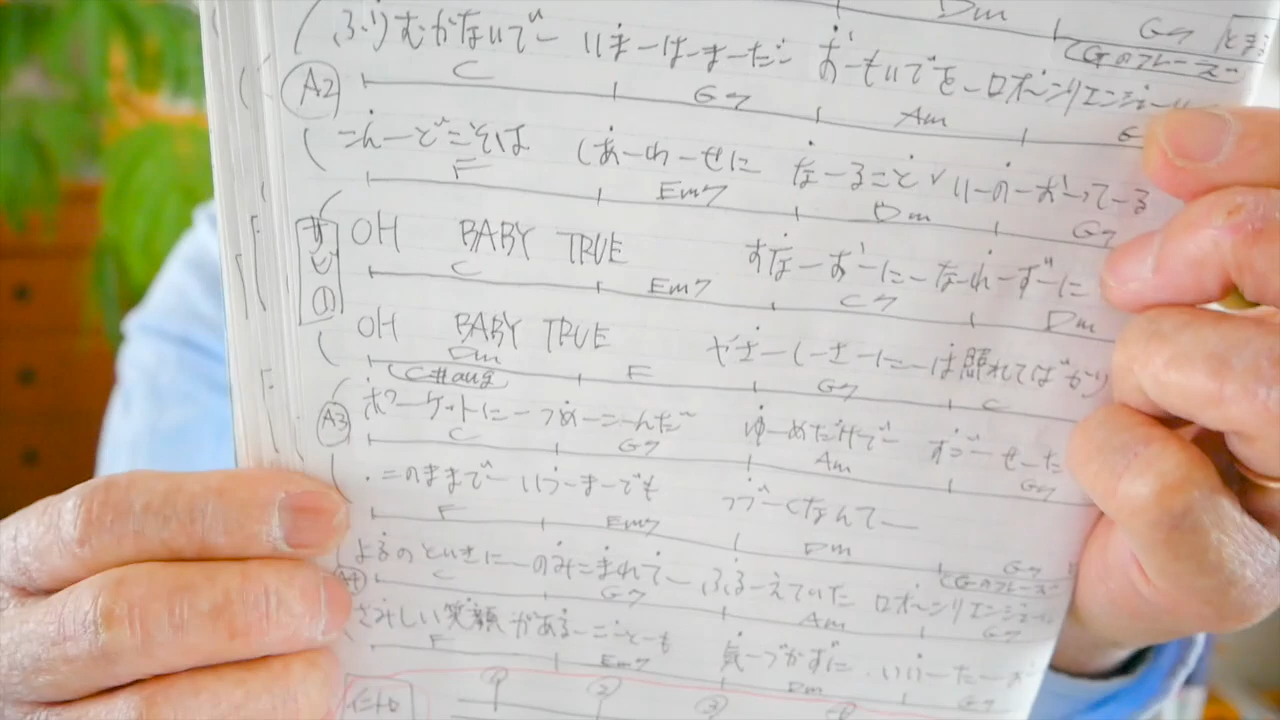 Dm G7
(Gのフレーズ
ふりむかないでー いまーはーまーだー おーもいでをーロンリーエンジェール
A2 C G7 Am
こんーどこそは しあーわーせに なーること いーのーおってーる
F Em7 Dm G7
サビ① OH BABY TRUE すなーおーにーなーれーずーに
C Em7 C7 Dm
OH BABY TRUE やさーしーさーにーは照れてばかり
Dm F G7 C
(C#aug)
A3 ポケーットにーつめーこーんだー ゆーめだけでー すごーせーた
C G7 Am G7
このままでーいつーまーでも つづーくなんてー
F Em7 Dm G7
(Gのフレーズ
A4 よるのといきにーのみこまれてー ふるーえていた
C G7 Am G7
さみしい笑顔があるーこーとーも 気ーづかずに いいーたーお
F Em7 Dm G7
イントロ ① ② ③